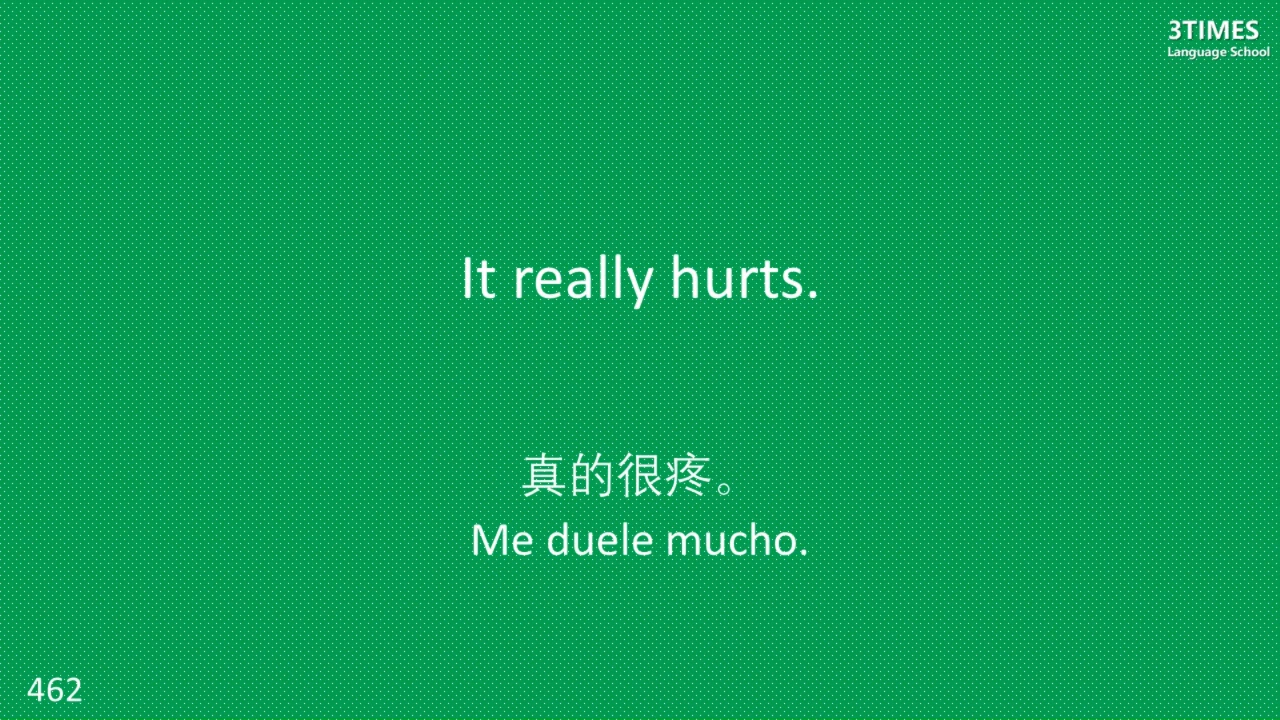 3TIMES
Language School
It really hurts.
真的很疼。
Me duele mucho.
462